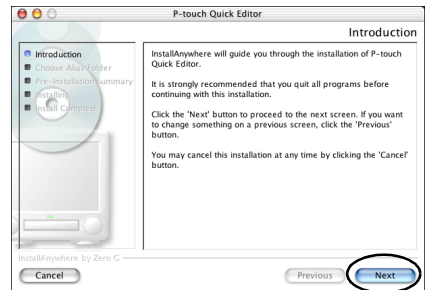 P-touch Quick Editor
Introduction
Introduction
Choose Alias Folder
Pre-Installation Summary
Installing...
Install Complete
InstallAnywhere will guide you through the installation of P-touch
Quick Editor.
It is strongly recommended that you quit all programs before
continuing with this installation.
Click the 'Next' button to proceed to the next screen. If you want
to change something on a previous screen, click the 'Previous'
button.
You may cancel this installation at any time by clicking the 'Cancel'
button.
InstallAnywhere by Zero G
Cancel
Previous
Next